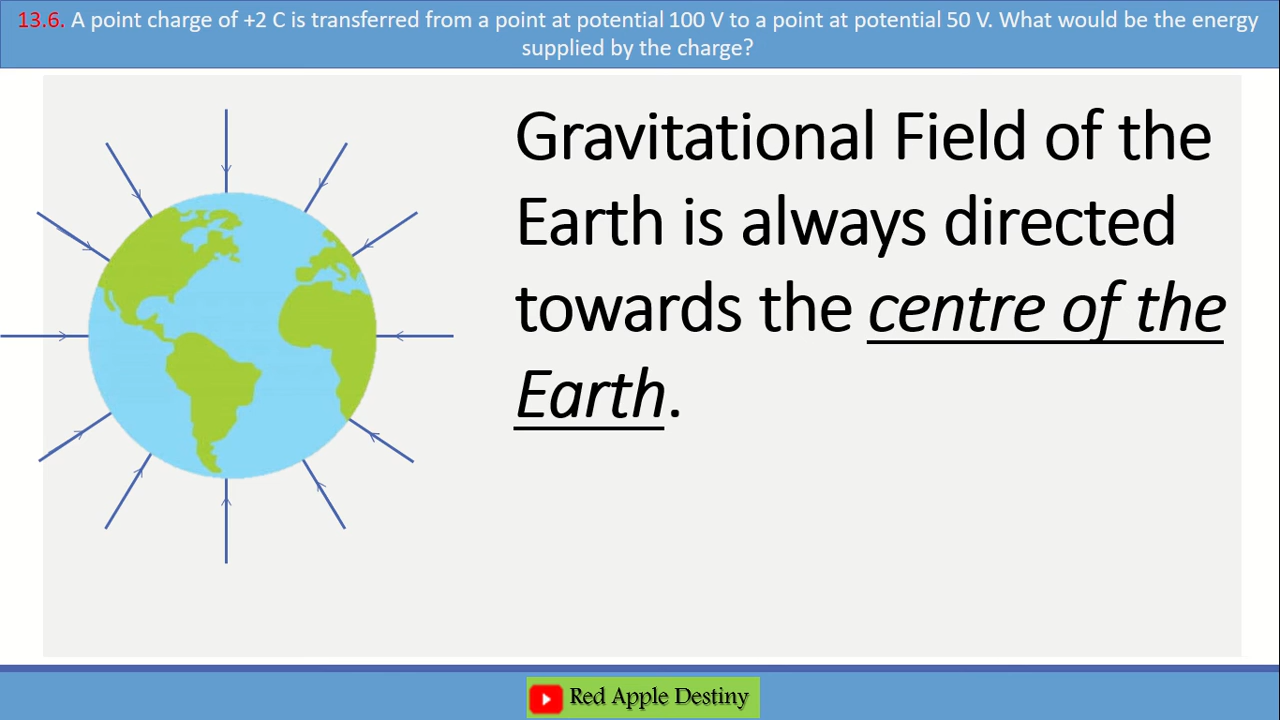 13.6. A point charge of +2 C is transferred from a point at potential 100 V to a point at potential 50 V. What would be the energy
supplied by the charge?
Gravitational Field of the
Earth is always directed
towards the centre of the
Earth.
Red Apple Destiny